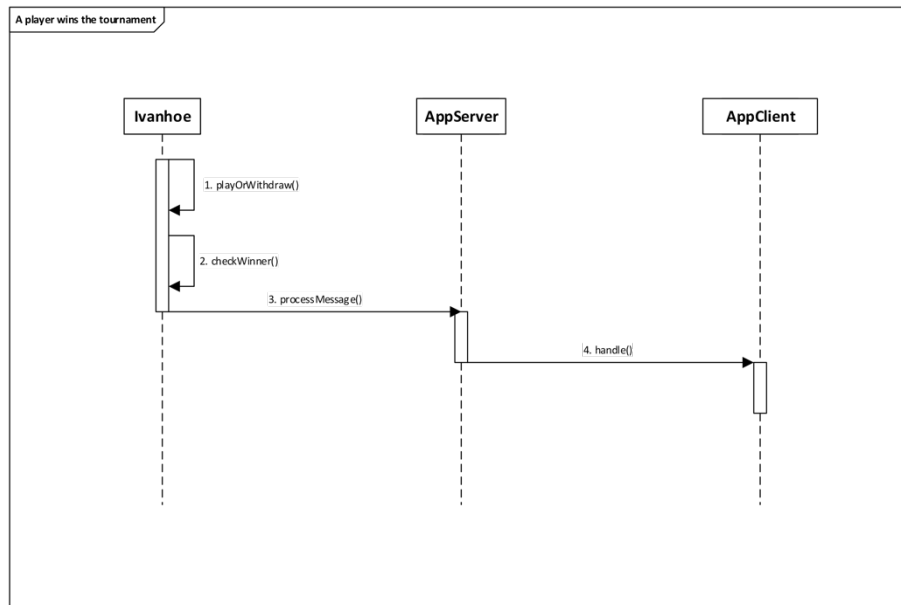 A player wins the tournament
Ivanhoe
AppServer
AppClient
1. playOrWithdraw()
2. checkWinner()
3. processMessage()
4. handle()